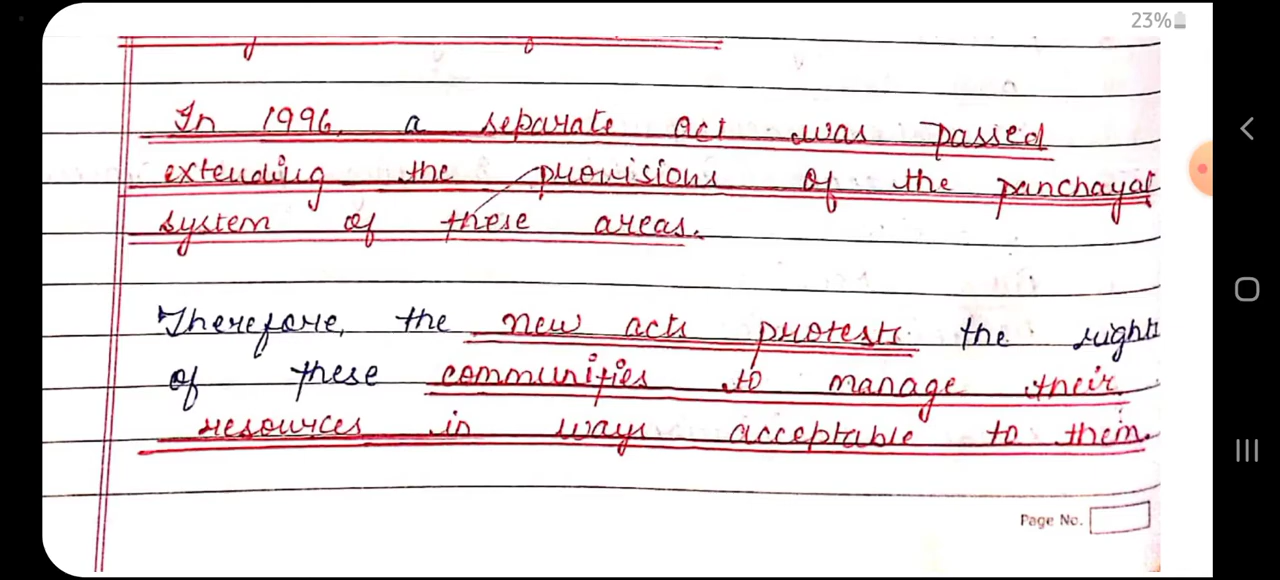 23%
In 1996, a separate act was passed
extending the provisions of the panchayat
system of these areas.
Therefore, the new acts protests the rights
of these communities to manage their
resources in ways acceptable to them.
Page No.